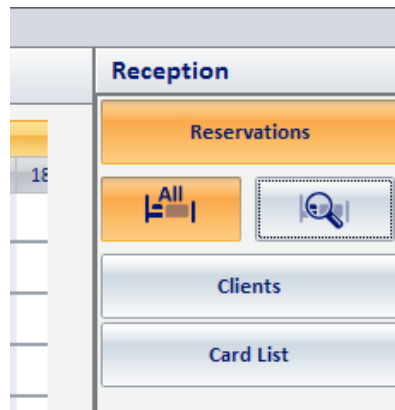 Reception
Reservations
18
All
Clients
Card List